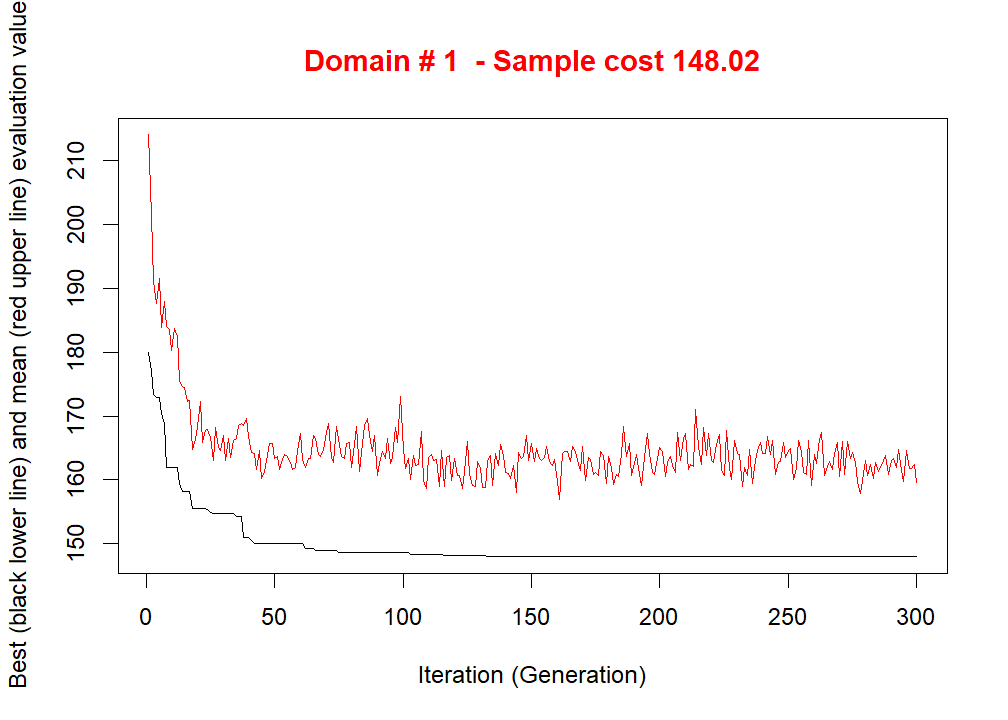 Domain # 1  - Sample cost 148.02
Best (black lower line) and mean (red upper line) evaluation value
210
200
190
180
170
160
150
0 50 100 150 200 250 300
Iteration (Generation)